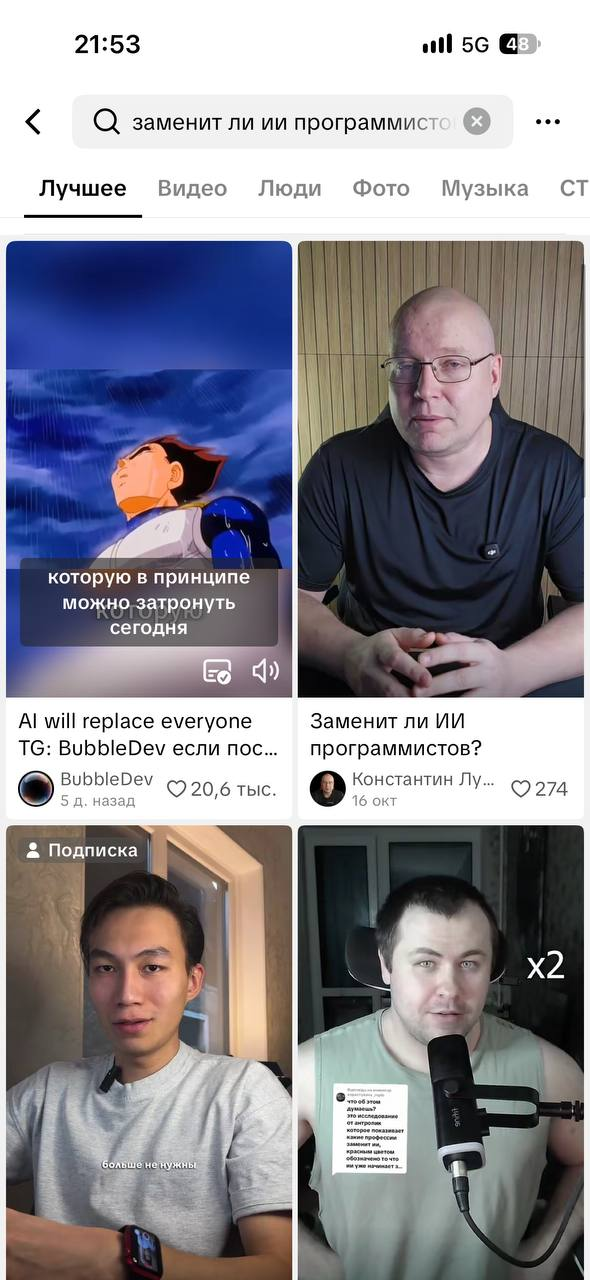 21:53
5G 48
заменит ли ии программисто
Лучшее Видео Люди Фото Музыка СТ
которую в принципе
можно затронуть
сегодня
которую
AI will replace everyone
TG: BubbleDev если пос...
BubbleDev
5 д. назад
20,6 тыс.
Заменит ли ИИ
программистов?
Константин Лу...
16 окт
274
Подписка
больше не нужны
x2
что об этом
думаешь?
это исследование
от антропик
которое показывает
какие профессии
заменит ии,
красным цветом
обозначено то что
ии уже начинает з...